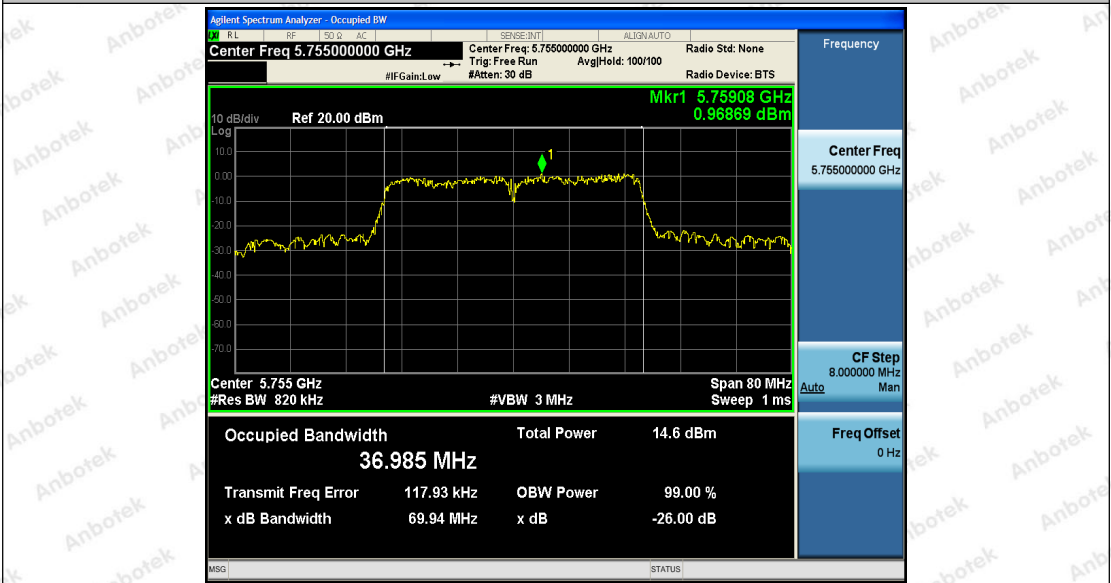 Agilent Spectrum Analyzer - Occupied BW
RL RF 50 Ω AC SENSE:INT ALIGN AUTO
Center Freq 5.755000000 GHz
Center Freq: 5.755000000 GHz
Radio Std: None
Trig: Free Run Avg|Hold: 100/100
#IFGain:Low #Atten: 30 dB Radio Device: BTS
Mkr1 5.75908 GHz
0.96869 dBm
10 dB/div Ref 20.00 dBm
Log
10.0
0.00
-10.0
-20.0
-30.0
-40.0
-50.0
-60.0
-70.0
1
Center 5.755 GHz Span 80 MHz
#Res BW 820 kHz #VBW 3 MHz Sweep 1 ms
Occupied Bandwidth Total Power 14.6 dBm
36.985 MHz
Transmit Freq Error 117.93 kHz OBW Power 99.00 %
x dB Bandwidth 69.94 MHz x dB -26.00 dB
MSG STATUS
Frequency
Center Freq
5.755000000 GHz
CF Step
8.000000 MHz
Auto Man
Freq Offset
0 Hz
Anbotek